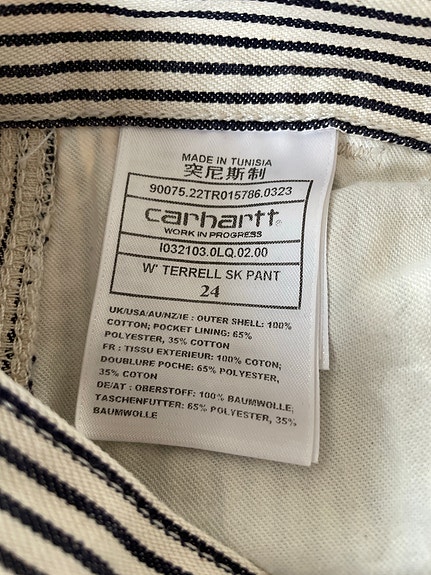 MADE IN TUNISIA
突尼斯制
90075.22TR015786.0323
carhartt®
WORK IN PROGRESS
I032103.0LQ.02.00
W' TERRELL SK PANT
24
UK/USA/AU/NZ/IE : OUTER SHELL: 100%
COTTON; POCKET LINING: 65%
POLYESTER, 35% COTTON
FR : TISSU EXTERIEUR: 100% COTON;
DOUBLURE POCHE: 65% POLYESTER,
35% COTON
DE/AT : OBERSTOFF: 100% BAUMWOLLE;
TASCHENFUTTER: 65% POLYESTER, 35%
BAUMWOLLE